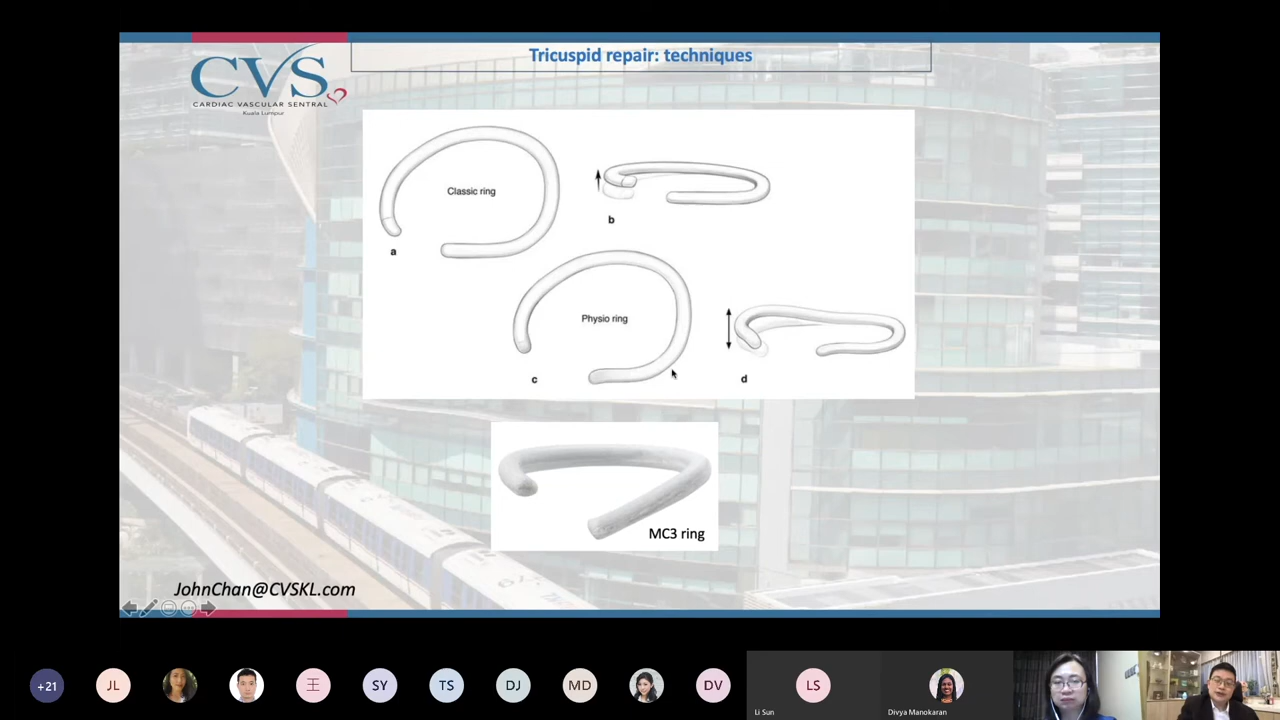 Tricuspid repair: techniques
CVS
CARDIAC VASCULAR SENTRAL
Kuala Lumpur
Classic ring
a
b
Physio ring
c
d
MC3 ring
JohnChan@CVSKL.com
+21
JL
王
SY
TS
DJ
MD
DV
LS
Li Sun
Divya Manokaran